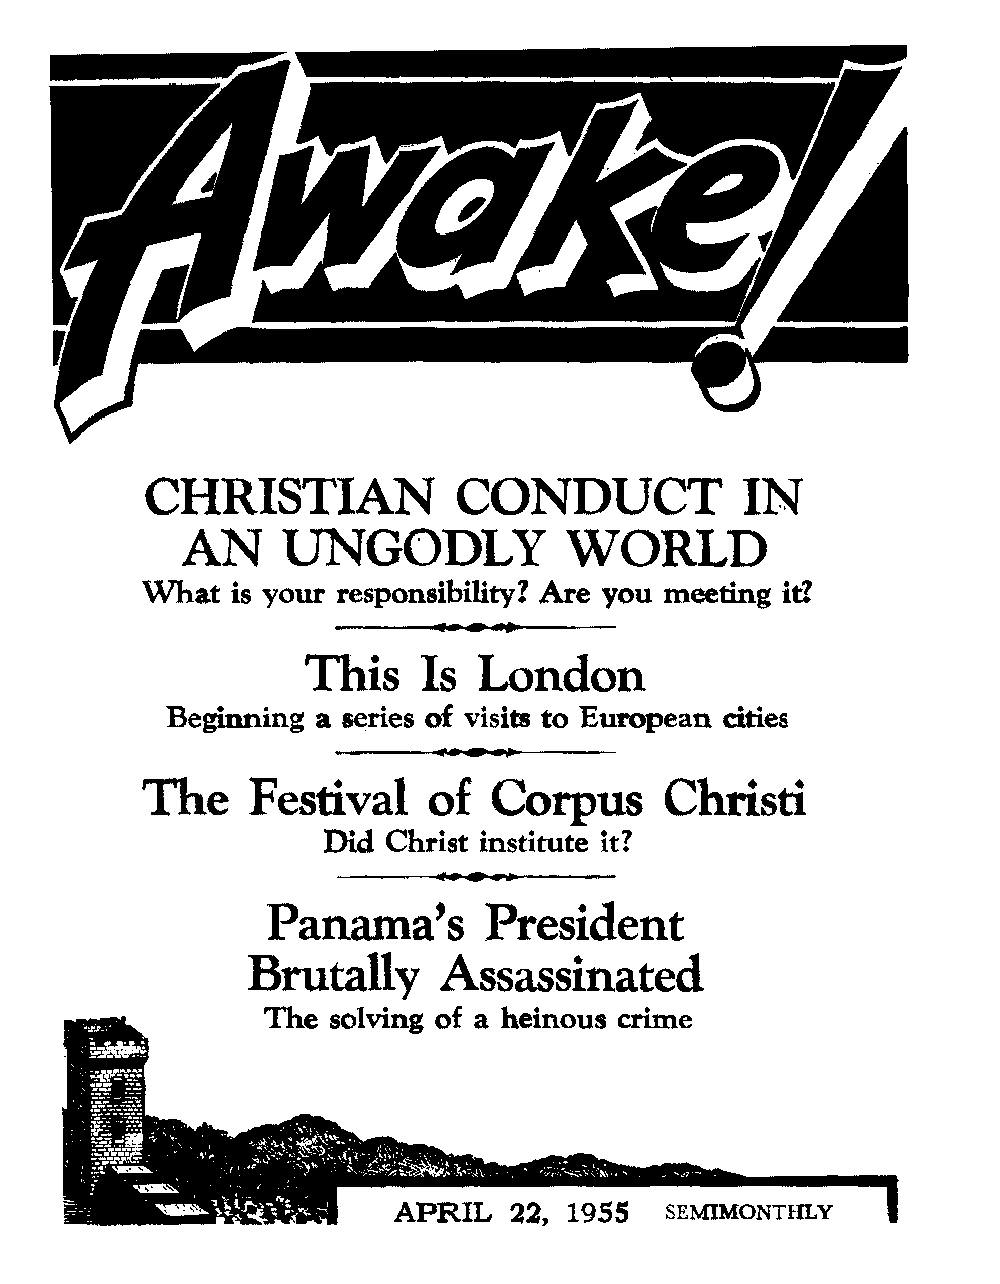 Awake!
CHRISTIAN CONDUCT IN
AN UNGODLY WORLD
What is your responsibility? Are you meeting it?
This Is London
Beginning a series of visits to European cities
The Festival of Corpus Christi
Did Christ institute it?
Panama's President
Brutally Assassinated
The solving of a heinous crime
APRIL 22, 1955 SEMIMONTHLY